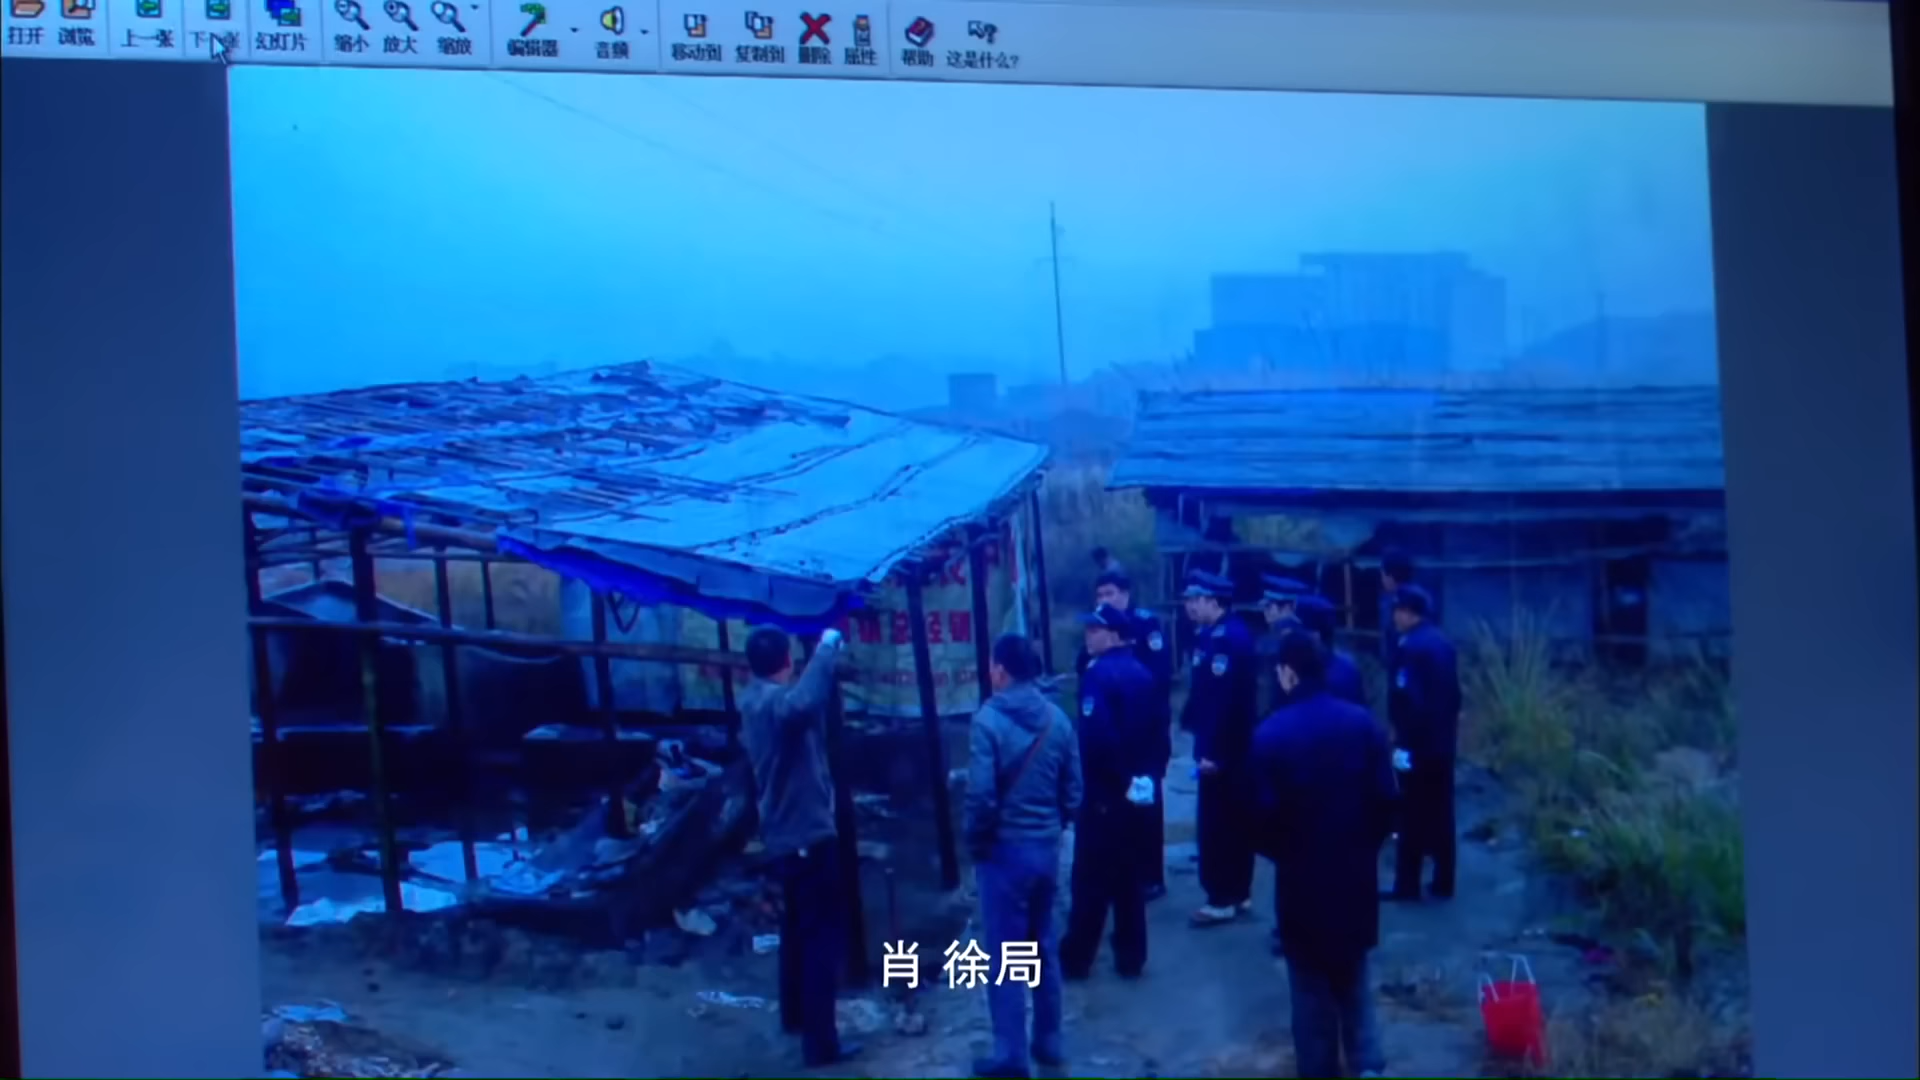 打开 浏览 上一张 下一张 幻灯片 缩小 放大 缩放 编辑器 音频 移动到 复制到 删除 属性 帮助 这是什么?
肖 徐局